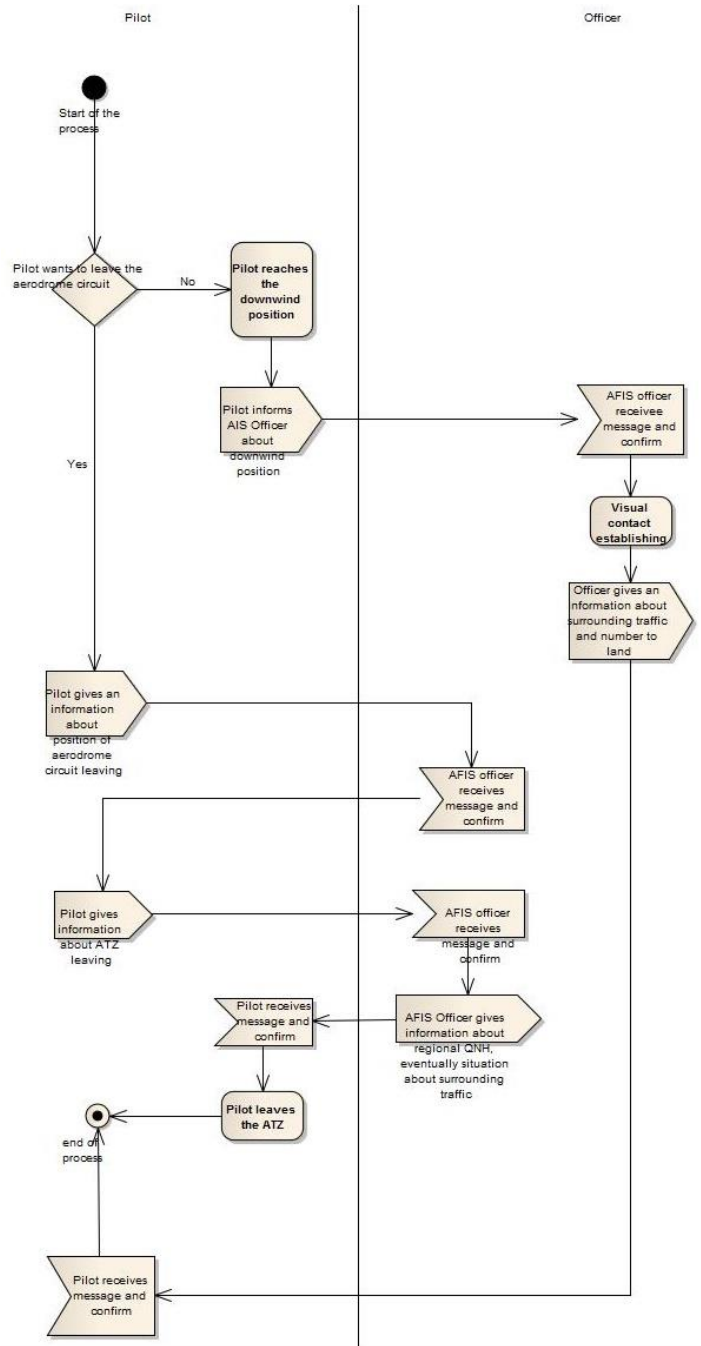 Pilot
Officer
Start of the
process
Pilot wants to leave the
aerodrome circuit
No
Pilot reaches
the
downwind
position
Pilot informs
AIS Officer
about
downwind
position
AFIS officer
receivee
message and
confirm
Yes
Visual
contact
establishing
Officer gives an
nformation about
surrounding traffic
and number to
land
Pilot gives an
information
about
position of
aerodrome
circuit leaving
AFIS officer
receives
message and
confirm
Pilot gives
information
about ATZ
leaving
AFIS officer
receives
message and
confirm
Pilot receives
message and
confirm
AFIS Officer gives
information about
regional QNH,
eventually situation
about surrounding
traffic
Pilot leaves
the ATZ
end of
process
Pilot receives
message and
confirm